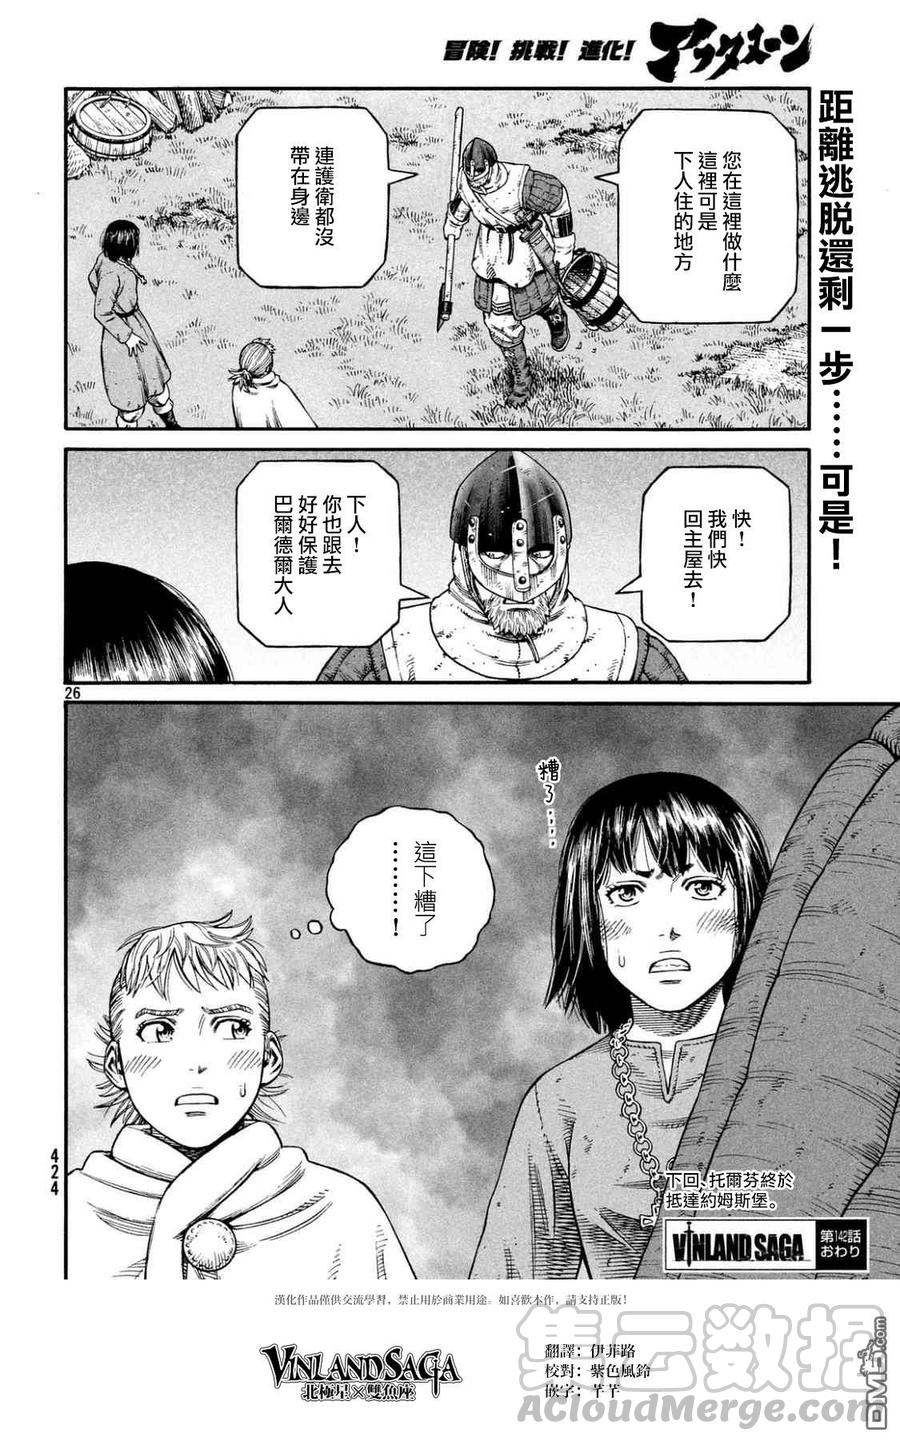 冒険! 挑戦! 進化! アフタヌーン
距離逃脱還剩一步……可是!
您在這裡做什麼
這裡可是
下人住的地方
連護衛都沒
帶在身邊
快!
我們快
回主屋去!
下人!
你也跟去
好好保護
巴爾德爾大人
26
糟了……
這下糟了
………!
424
下回、托爾芬終於
抵達約姆斯堡。
VINLAND SAGA
第142話
おわり
漢化作品僅供交流學習，禁止用於商業用途。如喜歡本作，請支持正版!
VINLAND SAGA
北極星×雙魚座
翻譯: 伊菲路
校對: 紫色風鈴
嵌字: 芊芊
集云数据
ACloudMerge.com
DM5.com